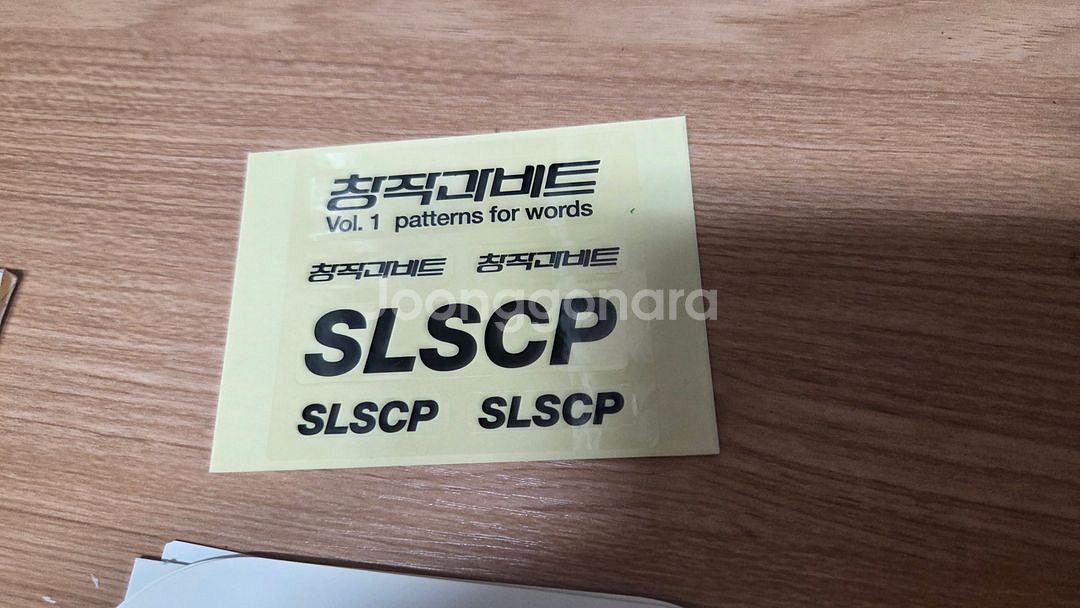 창작과비트
Vol. 1 patterns for words
창작과비트 창작과비트
Joonggonara
SLSCP
SLSCP SLSCP